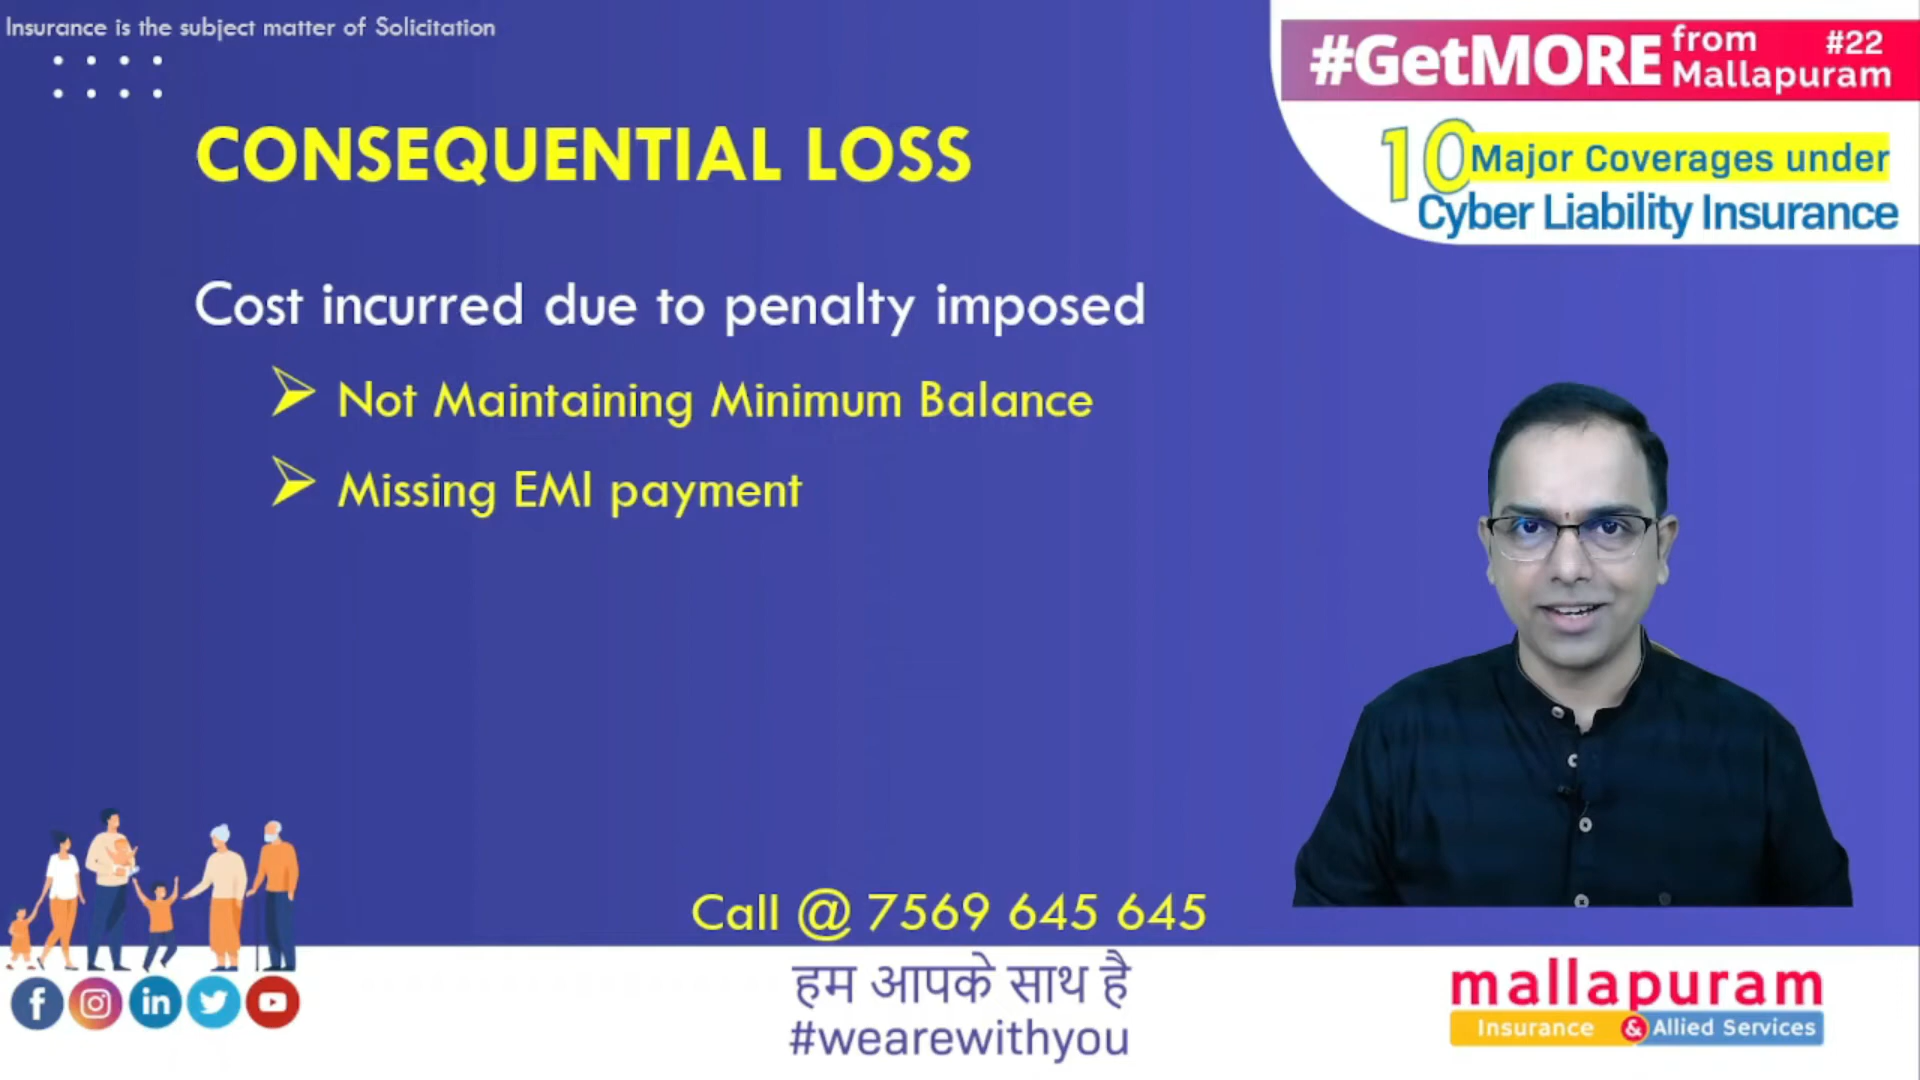 Insurance is the subject matter of Solicitation
#GetMORE from Mallapuram #22
10 Major Coverages under
Cyber Liability Insurance
CONSEQUENTIAL LOSS
Cost incurred due to penalty imposed
Not Maintaining Minimum Balance
Missing EMI payment
Call @ 7569 645 645
हम आपके साथ है
#wearewithyou
mallapuram
Insurance & Allied Services